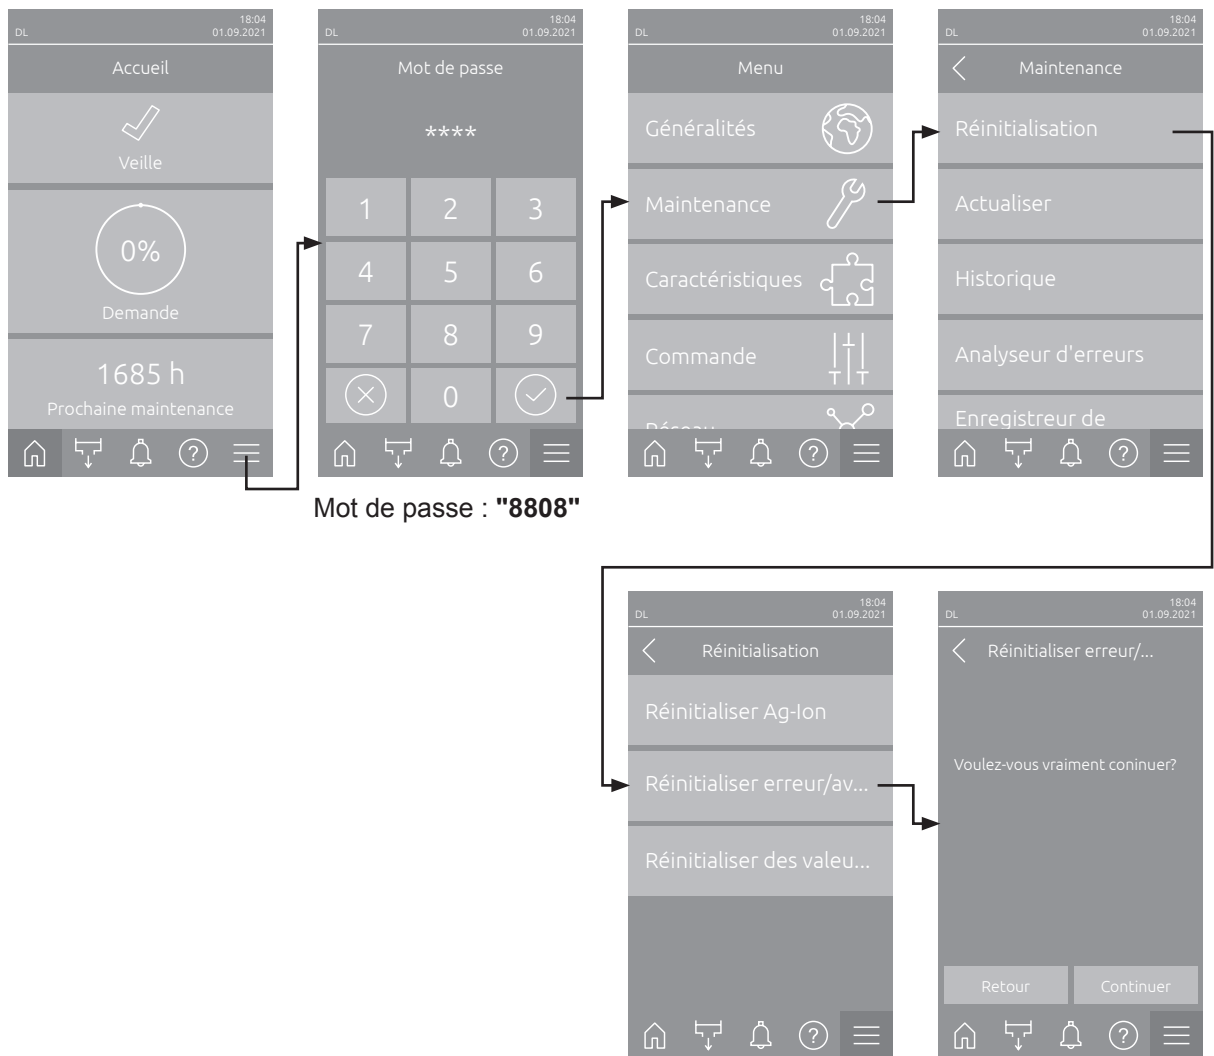 18:04
DL 01.09.2021
Accueil
Veille
0%
Demande
1685 h
Prochaine maintenance
?
18:04
DL 01.09.2021
Mot de passe
****
1 2 3
4 5 6
7 8 9
0
?
Mot de passe : "8808"
18:04
DL 01.09.2021
Menu
Généralités
Maintenance
Caractéristiques
Commande
Réseau
?
18:04
DL 01.09.2021
Maintenance
Réinitialisation
Actualiser
Historique
Analyseur d'erreurs
Enregistreur de
?
18:04
DL 01.09.2021
Réinitialisation
Réinitialiser Ag-Ion
Réinitialiser erreur/av...
Réinitialiser des valeu...
?
18:04
DL 01.09.2021
Réinitialiser erreur/...
Voulez-vous vraiment coninuer?
Retour Continuer
?